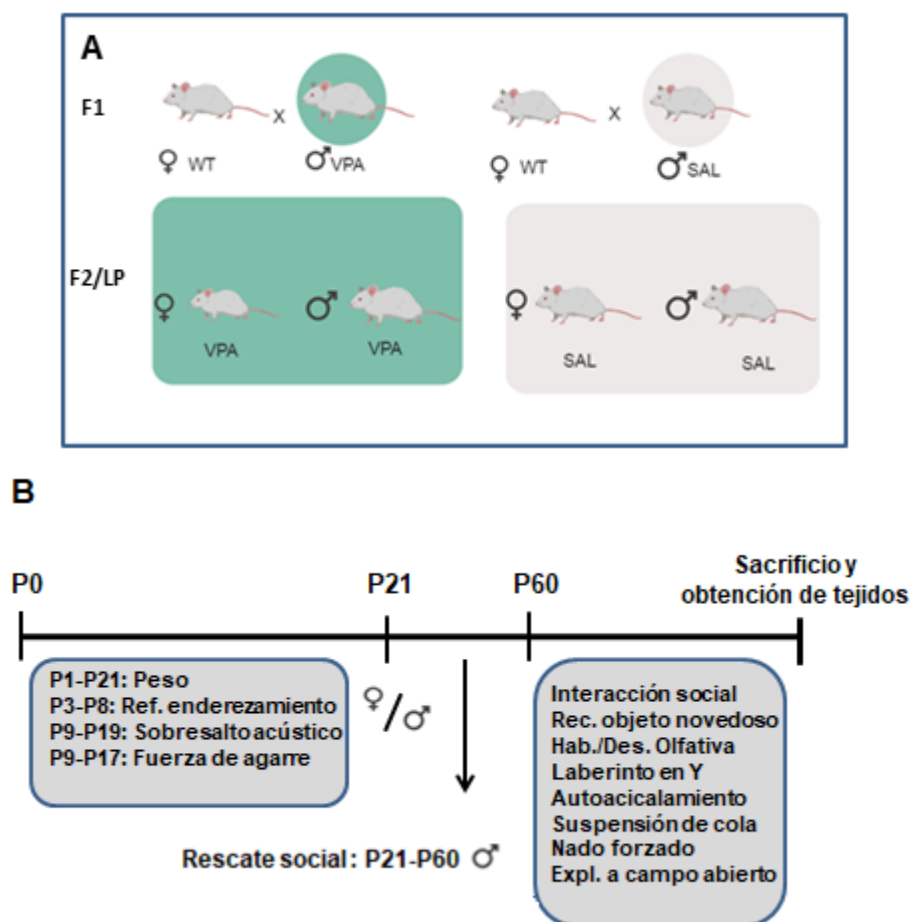 A
F1
X
X
♀ WT
♂ VPA
♀ WT
♂ SAL
F2/LP
♀
♂
♀
♂
VPA
VPA
SAL
SAL
B
P0
P21
P60
Sacrificio y
obtención de tejidos
P1-P21: Peso
P3-P8: Ref. enderezamiento
P9-P19: Sobresalto acústico
P9-P17: Fuerza de agarre
♀/♂
Interacción social
Rec. objeto novedoso
Hab./Des. Olfativa
Laberinto en Y
Autoacicalamiento
Suspensión de cola
Nado forzado
Expl. a campo abierto
Rescate social: P21-P60 ♂